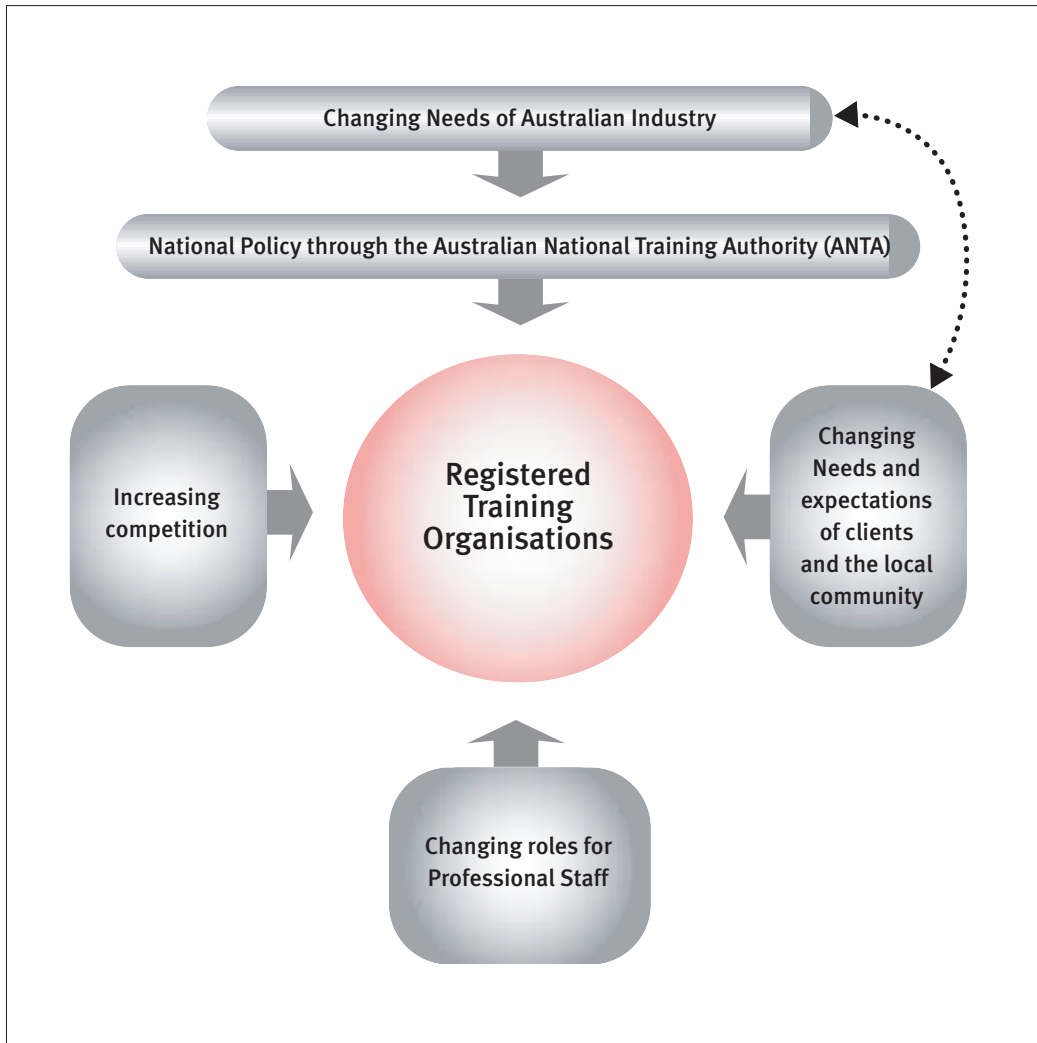 Changing Needs of Australian Industry
National Policy through the Australian National Training Authority (ANTA)
Increasing
competition
Registered
Training
Organisations
Changing
Needs and
expectations
of clients
and the local
community
Changing roles for
Professional Staff